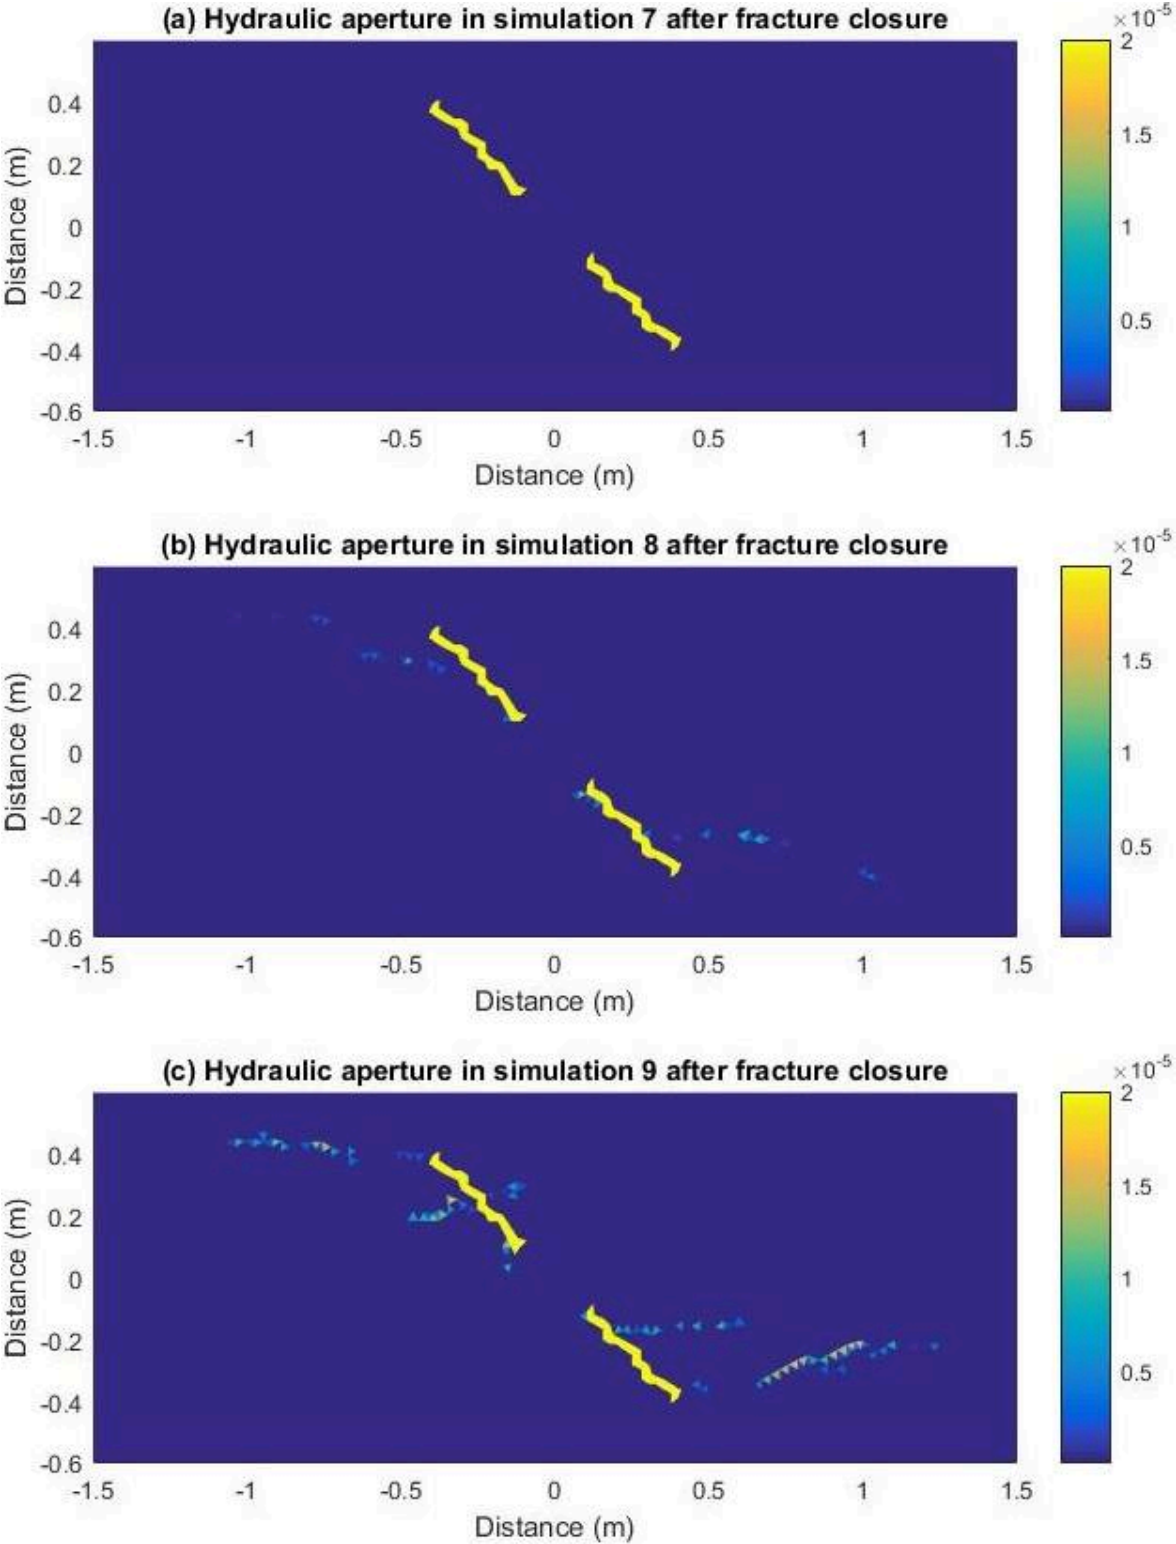 (a) Hydraulic aperture in simulation 7 after fracture closure
×10-5
2
1.5
1
0.5
0.4
0.2
0
-0.2
-0.4
-0.6
Distance (m)
-1.5 -1 -0.5 0 0.5 1 1.5
Distance (m)
(b) Hydraulic aperture in simulation 8 after fracture closure
×10-5
2
1.5
1
0.5
0.4
0.2
0
-0.2
-0.4
-0.6
Distance (m)
-1.5 -1 -0.5 0 0.5 1 1.5
Distance (m)
(c) Hydraulic aperture in simulation 9 after fracture closure
×10-5
2
1.5
1
0.5
0.4
0.2
0
-0.2
-0.4
-0.6
Distance (m)
-1.5 -1 -0.5 0 0.5 1 1.5
Distance (m)